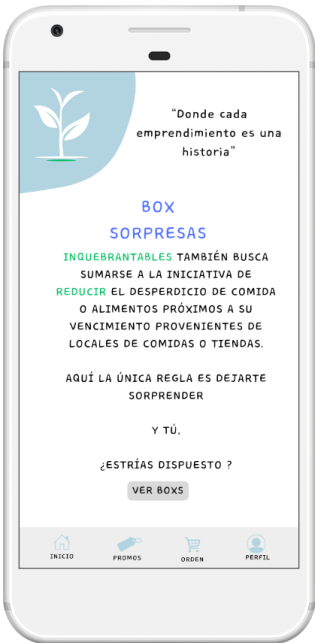 “Donde cada
emprendimiento es una
historia”
BOX
SORPRESAS
INQUEBRANTABLES TAMBIÉN BUSCA
SUMARSE A LA INICIATIVA DE
REDUCIR EL DESPERDICIO DE COMIDA
O ALIMENTOS PRÓXIMOS A SU
VENCIMIENTO PROVENIENTES DE
LOCALES DE COMIDAS O TIENDAS.
AQUÍ LA ÚNICA REGLA ES DEJARTE
SORPRENDER
Y TÚ,
¿ESTRÍAS DISPUESTO ?
VER BOXS
INICIO
PROMOS
ORDEN
PERFIL